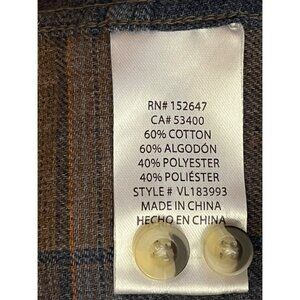 RN# 152647
CA# 53400
60% COTTON
60% ALGODÓN
40% POLYESTER
40% POLIÉSTER
STYLE # VL183993
MADE IN CHINA
HECHO EN CHINA